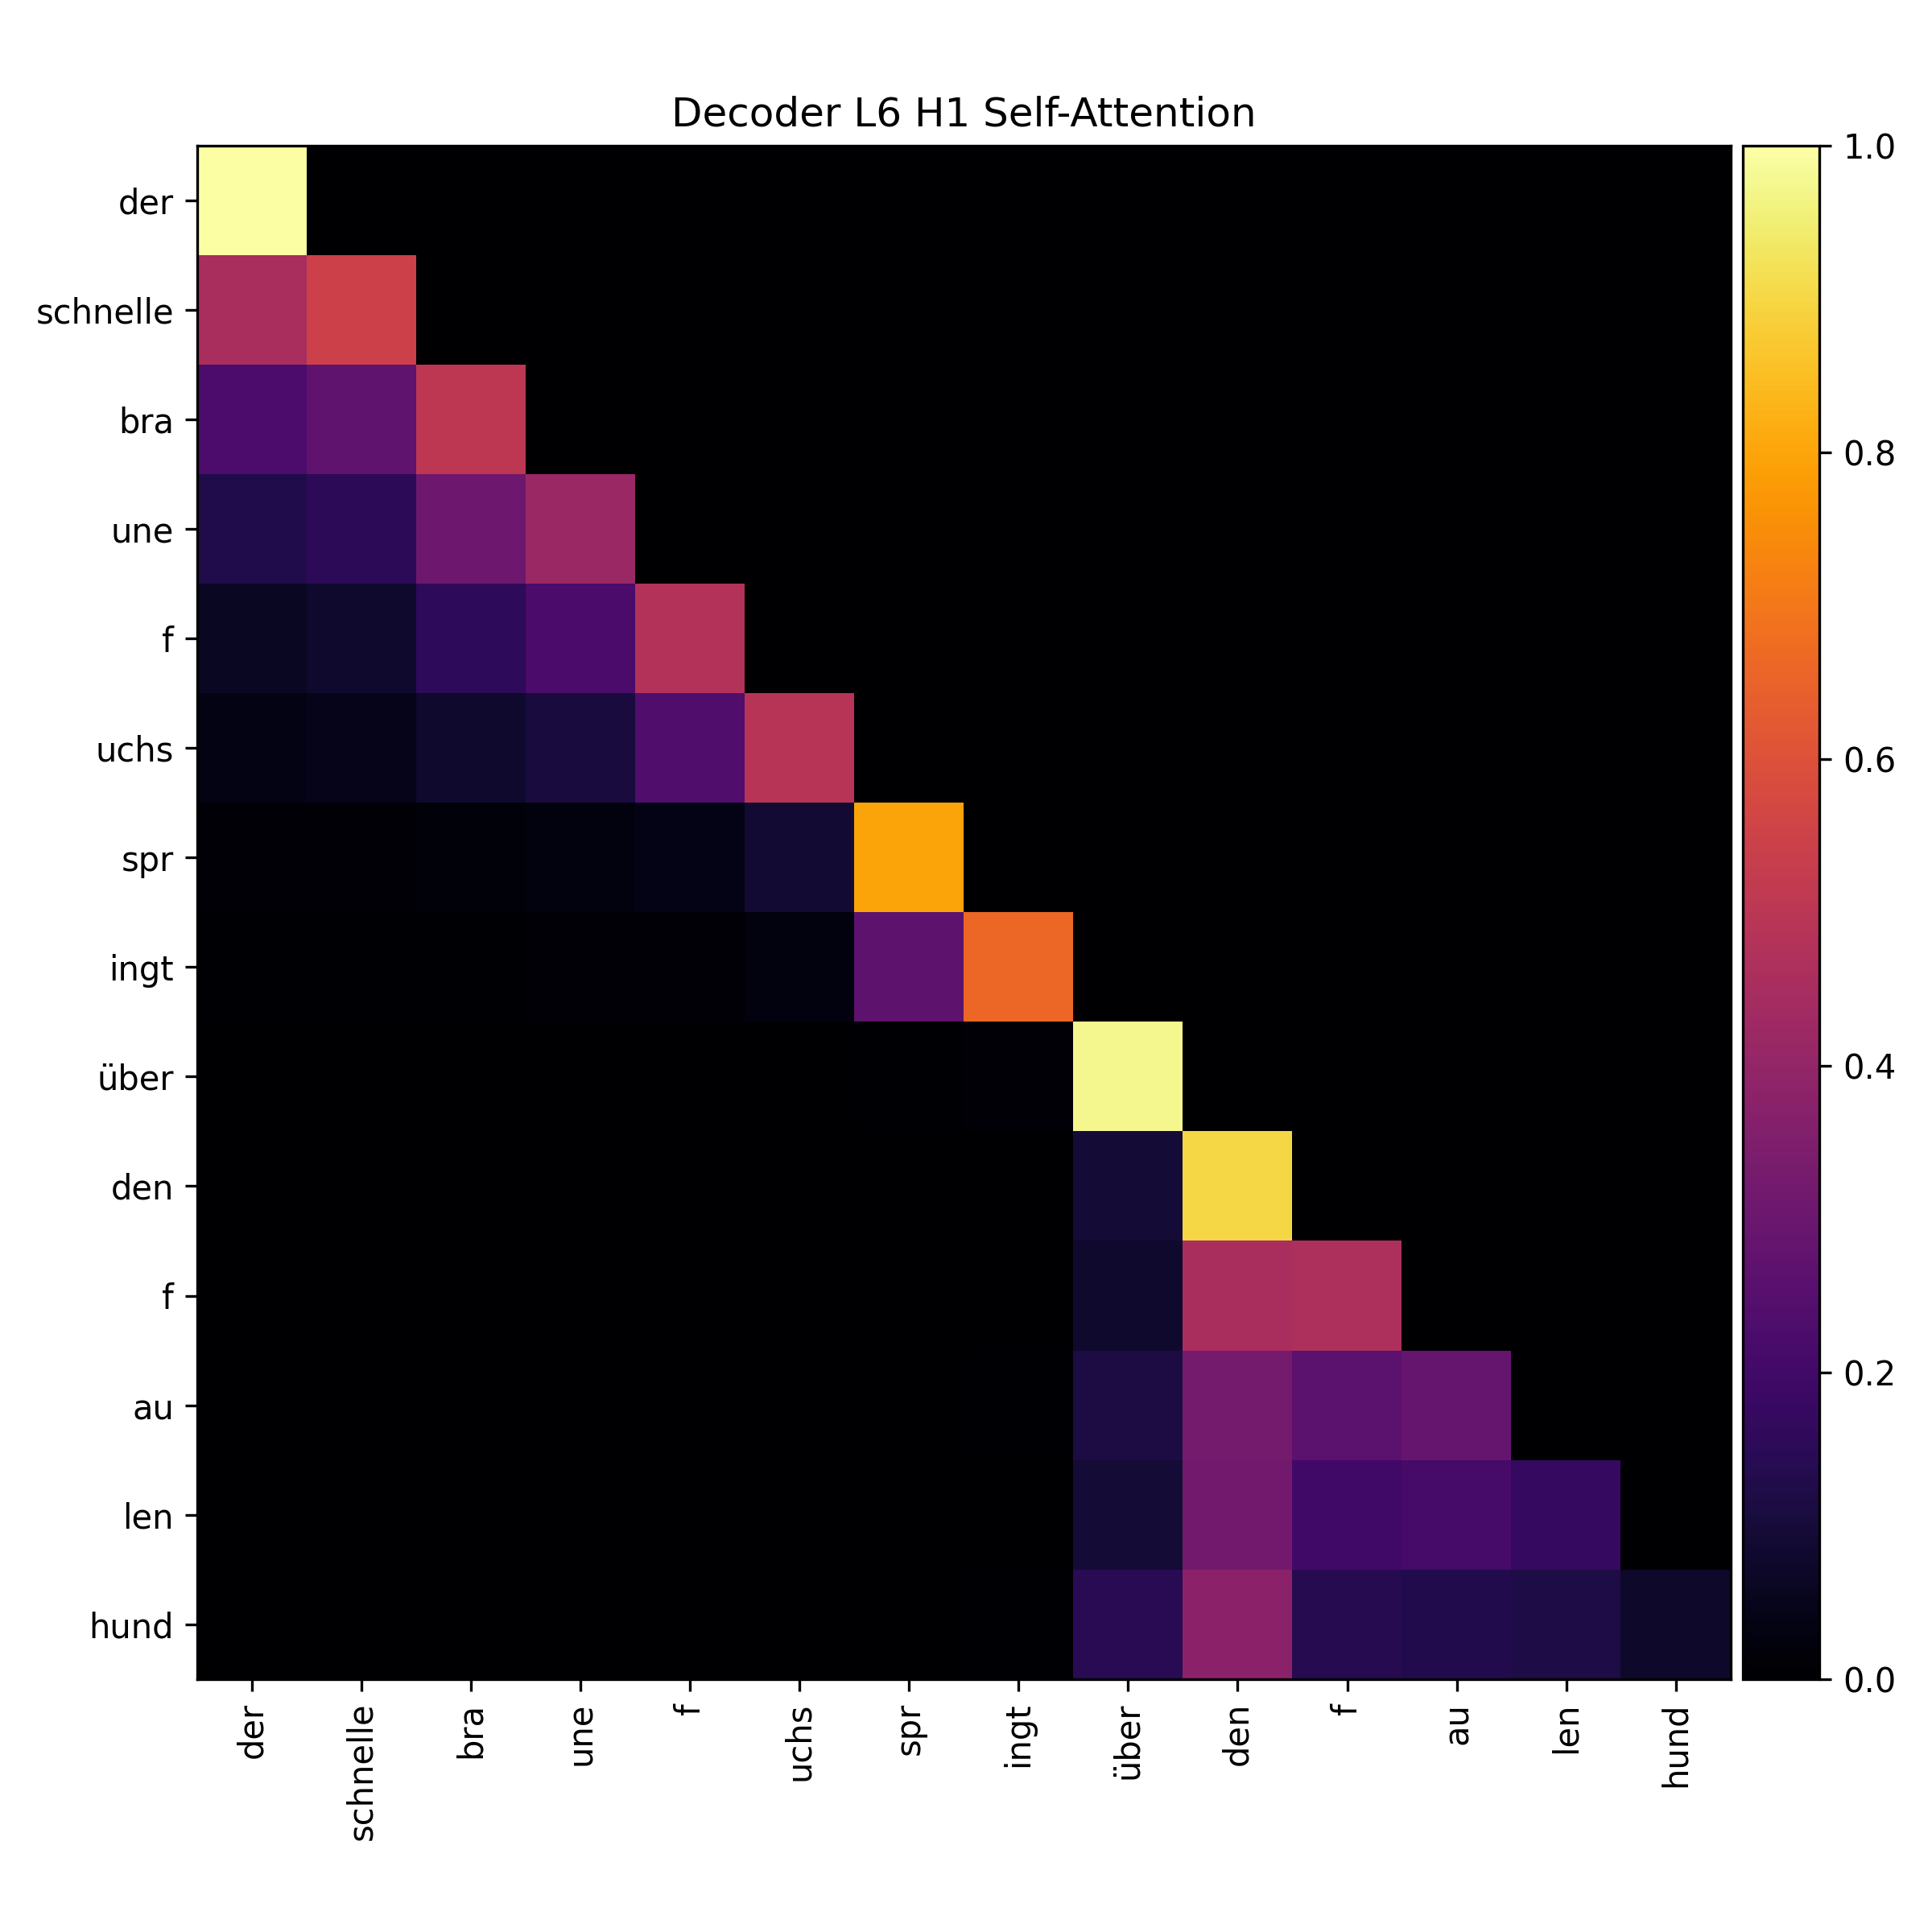 Decoder L6 H1 Self-Attention
der
schnelle
bra
une
f
uchs
spr
ingt
über
den
f
au
len
hund
der
schnelle
bra
une
f
uchs
spr
ingt
über
den
f
au
len
hund
1.0
0.8
0.6
0.4
0.2
0.0